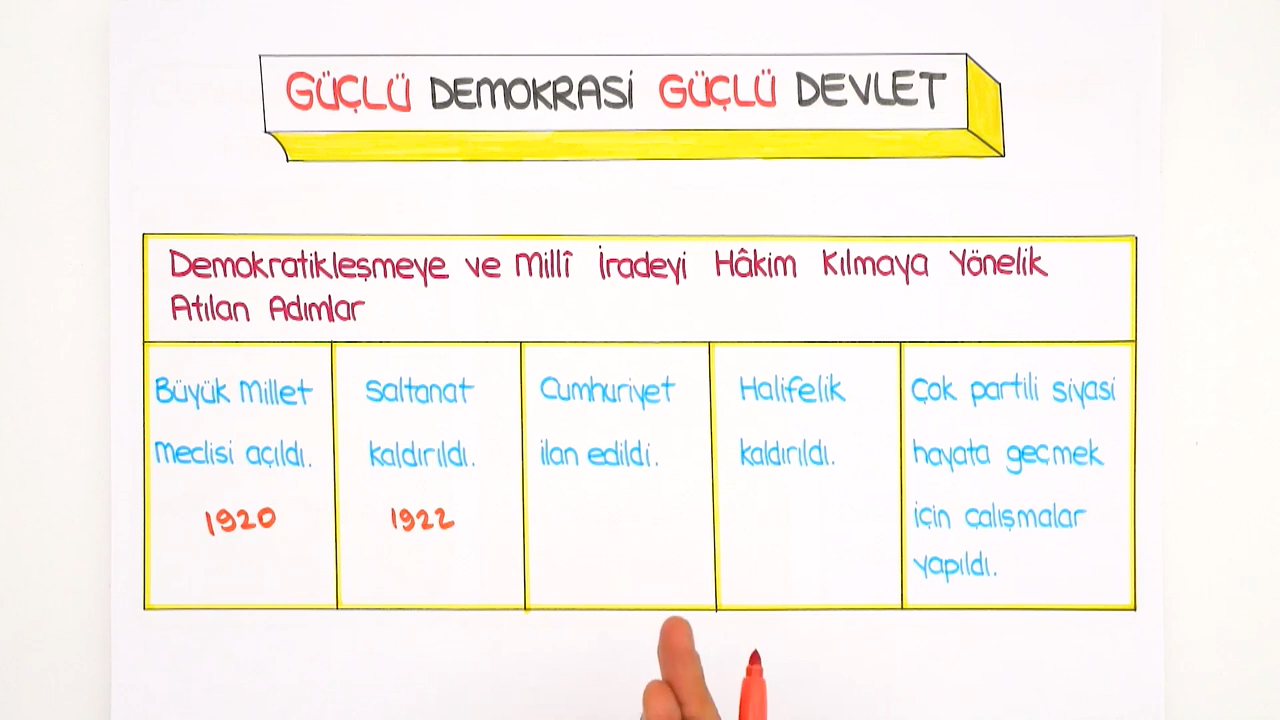 GÜÇLÜ DEMOKRASİ GÜÇLÜ DEVLET
Demokratikleşmeye ve Millî İradeyi Hâkim Kılmaya Yönelik
Atılan Adımlar
Büyük Millet
meclisi açıldı.
1920
Saltanat
kaldırıldı.
1922
Cumhuriyet
ilan edildi.
Halifelik
kaldırıldı.
Çok partili siyasi
hayata geçmek
için çalışmalar
yapıldı.